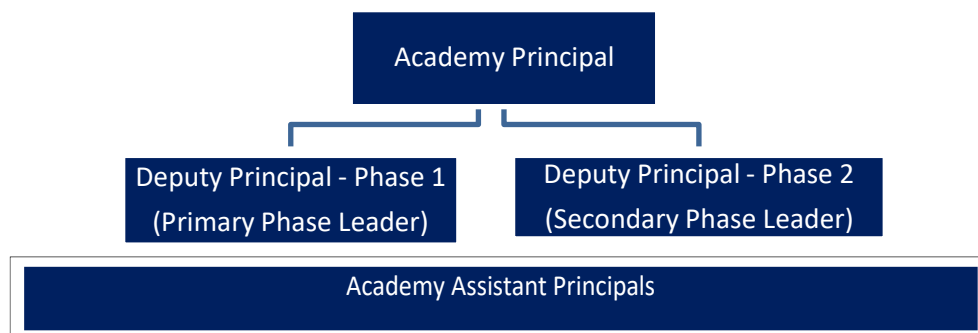 Academy Principal
Deputy Principal - Phase 1
(Primary Phase Leader)
Deputy Principal - Phase 2
(Secondary Phase Leader)
Academy Assistant Principals